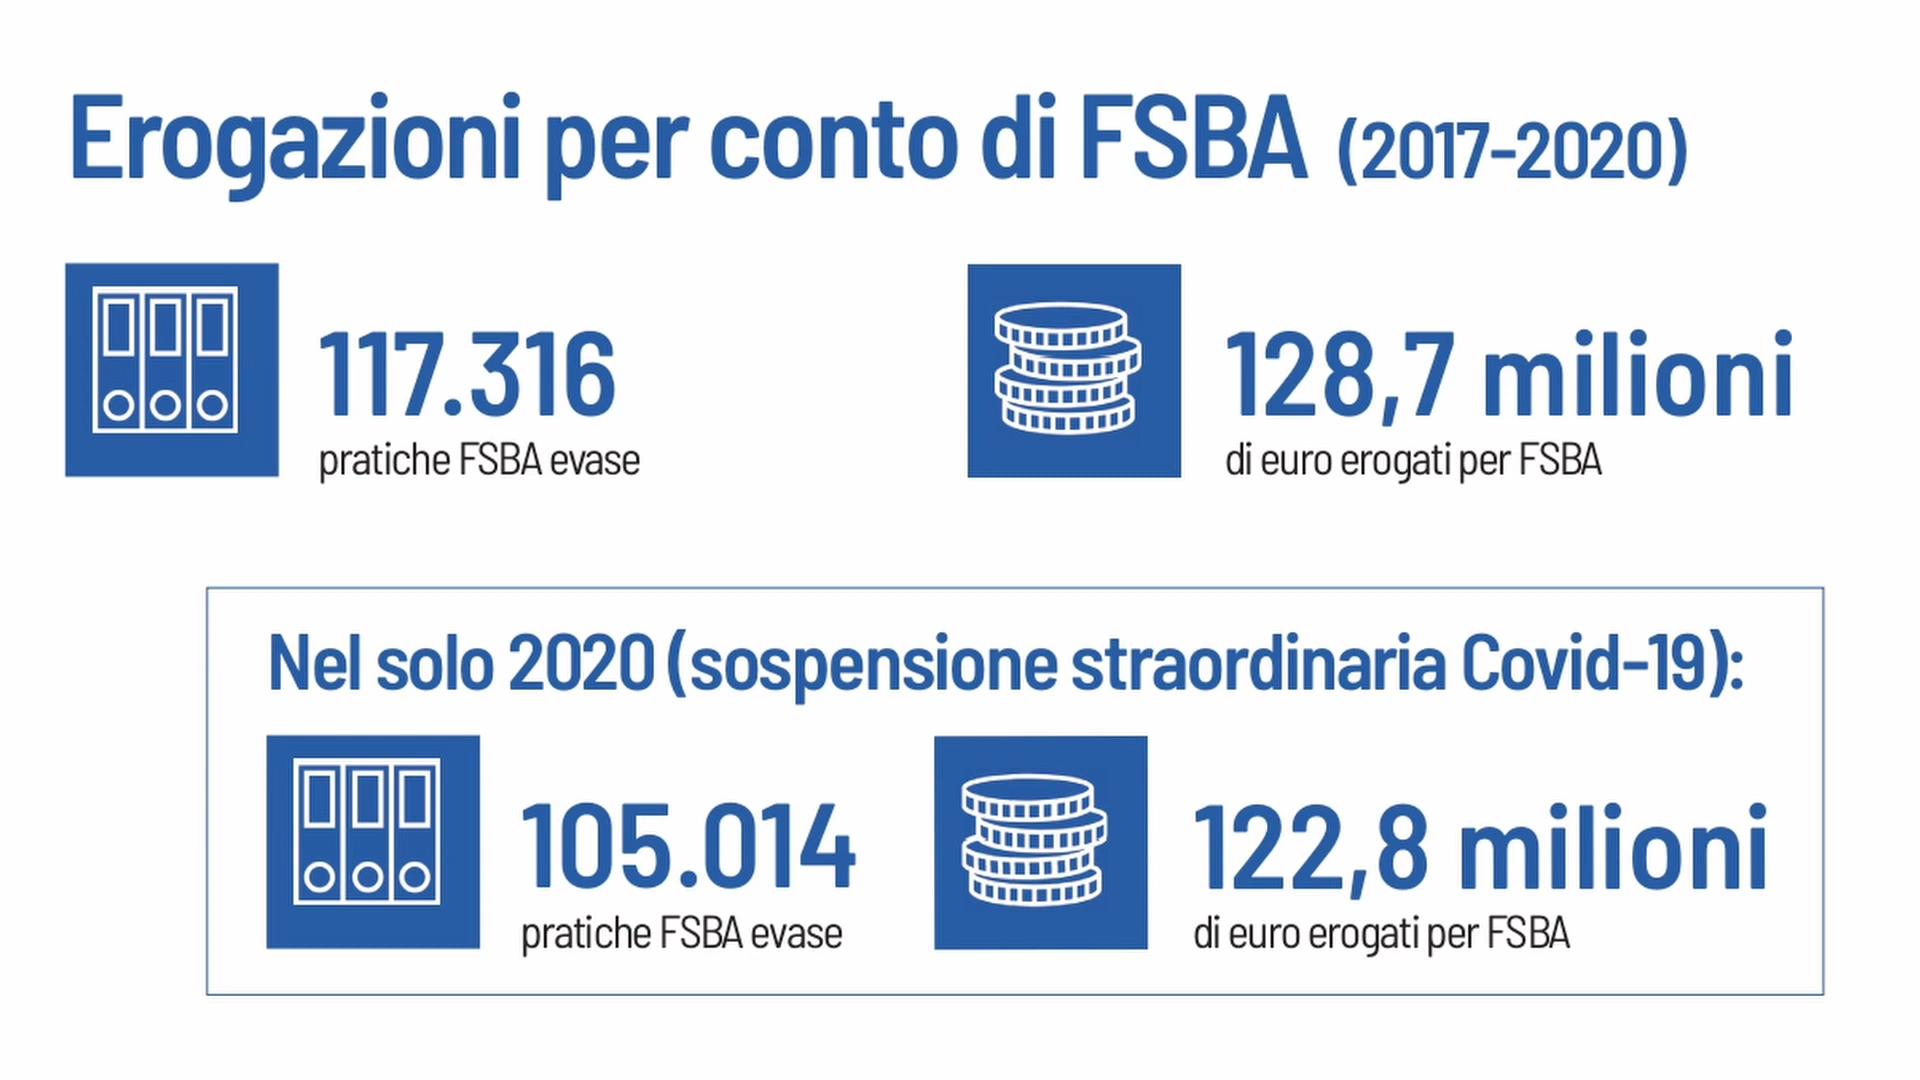 Erogazioni per conto di FSBA (2017-2020)
117.316
pratiche FSBA evase
128,7 milioni
di euro erogati per FSBA
Nel solo 2020 (sospensione straordinaria Covid-19):
105.014
pratiche FSBA evase
122,8 milioni
di euro erogati per FSBA